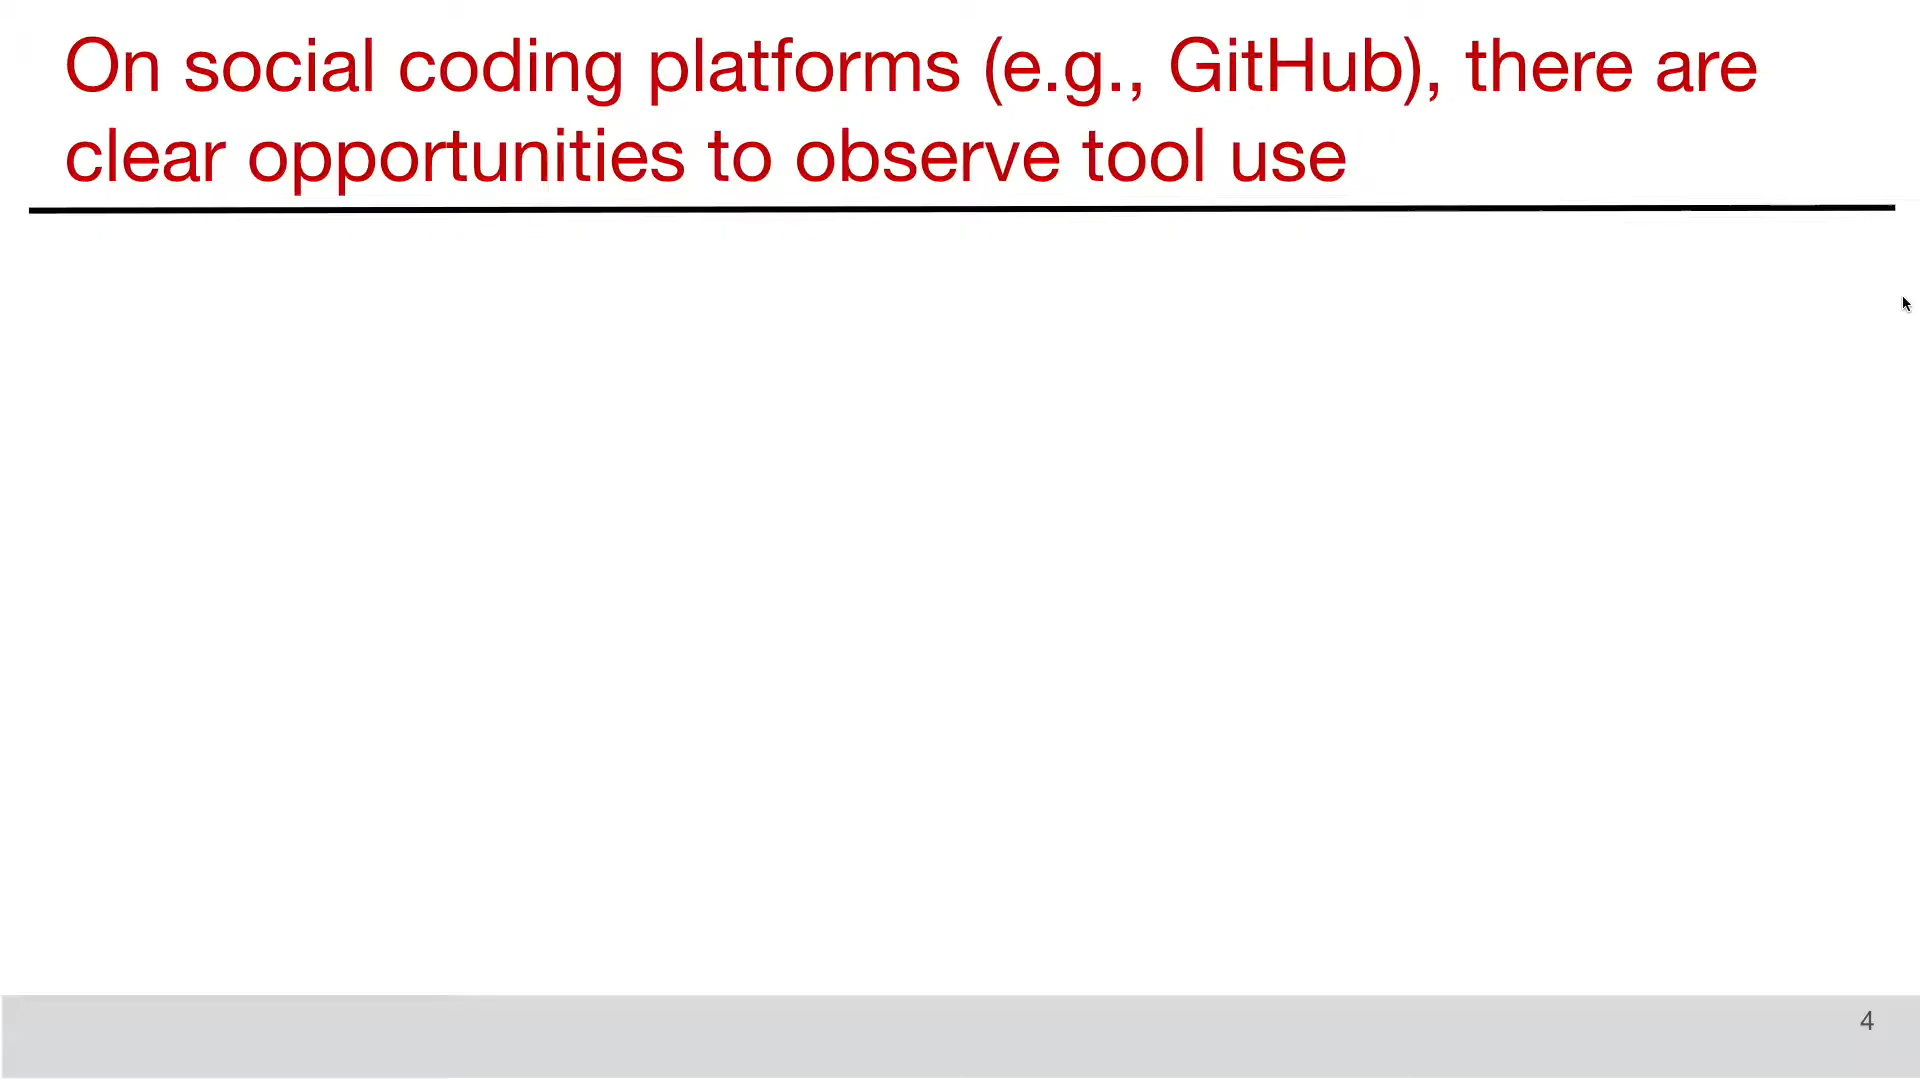 On social coding platforms (e.g., GitHub), there are
clear opportunities to observe tool use
4